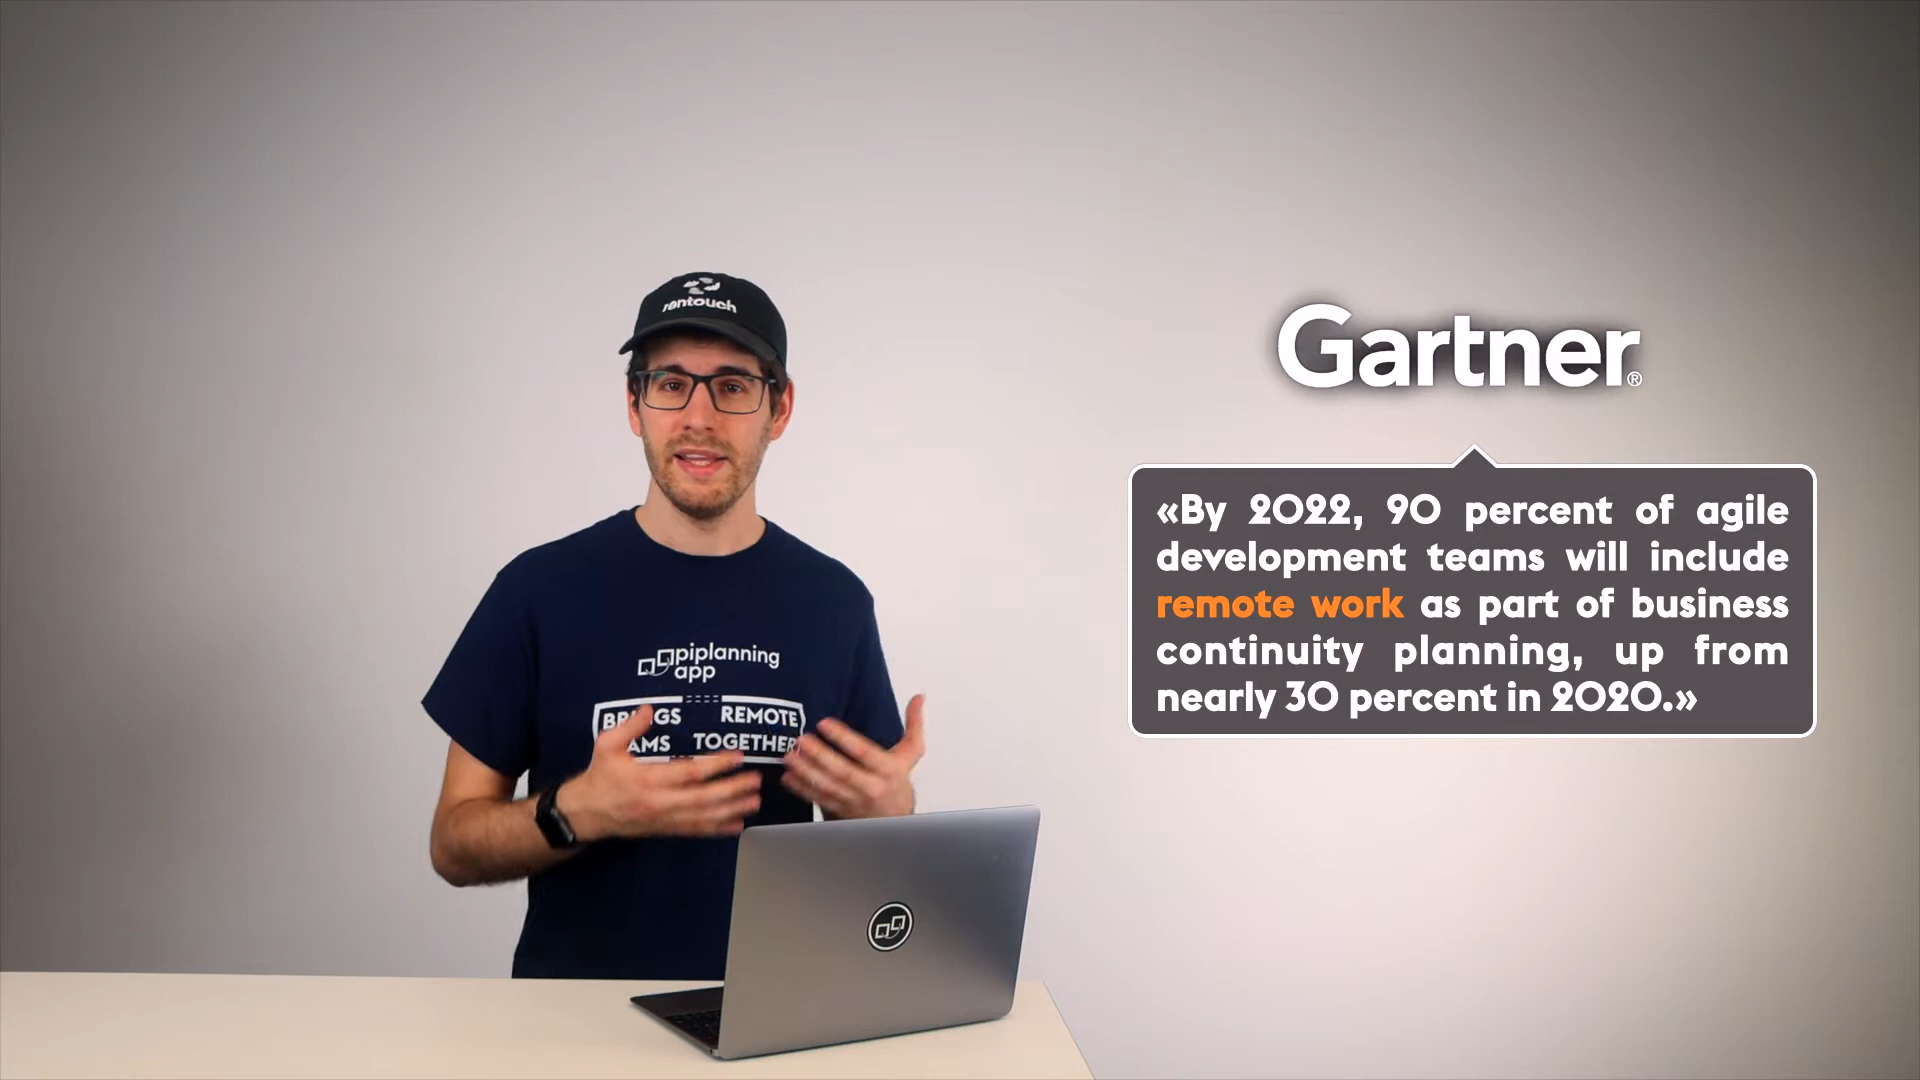 rentouch
piplanning
app
REMOTE
TOGETHER
Gartner®
«By 2022, 90 percent of agile
development teams will include
remote work as part of business
continuity planning, up from
nearly 30 percent in 2020.»